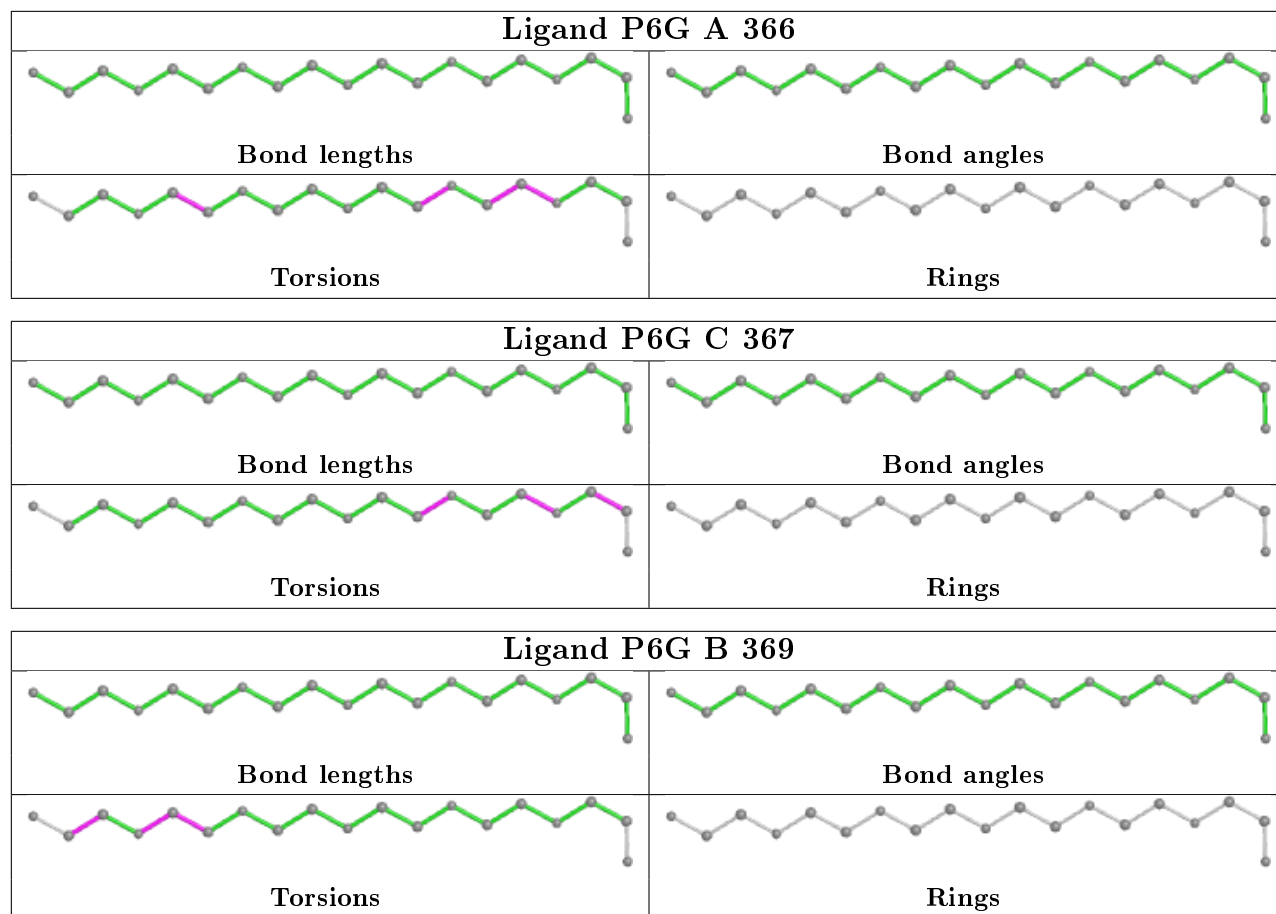 Ligand P6G A 366
Bond lengths
Bond angles
Torsions
Rings
Ligand P6G C 367
Bond lengths
Bond angles
Torsions
Rings
Ligand P6G B 369
Bond lengths
Bond angles
Torsions
Rings